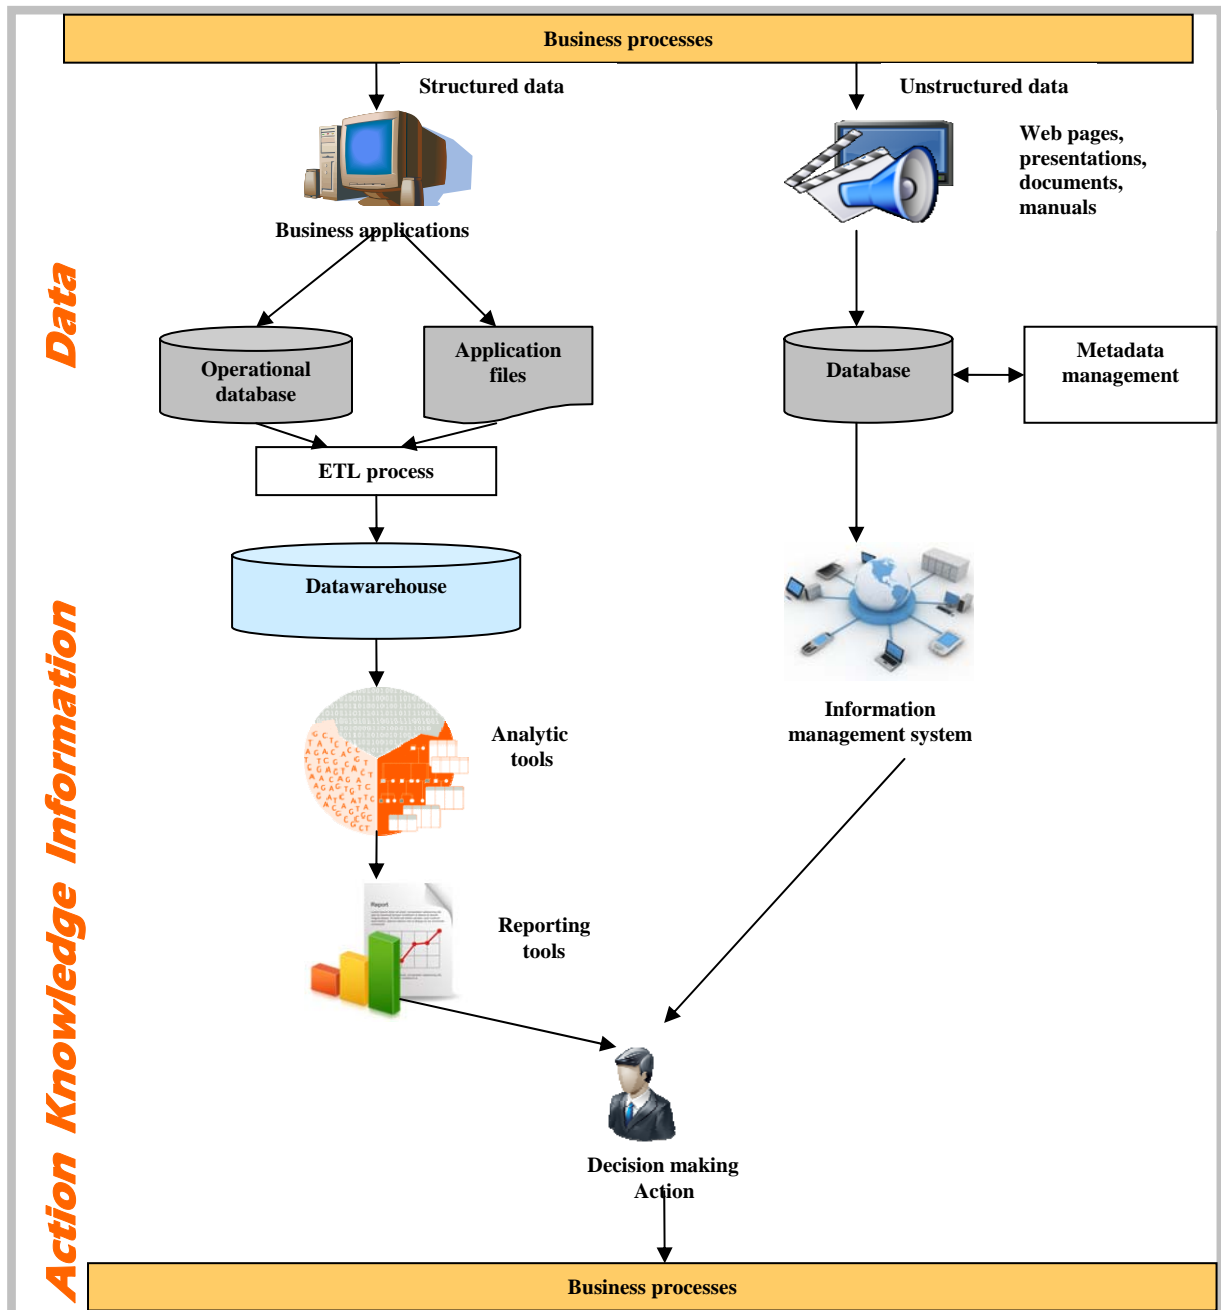 Business processes
Structured data
Unstructured data
Web pages,
presentations,
documents,
manuals
Business applications
Data
Operational
database
Application
files
Database
Metadata
management
ETL process
Datawarehouse
Information
Analytic
tools
Information
management system
Knowledge
Report
Reporting
tools
Action
Decision making
Action
Business processes